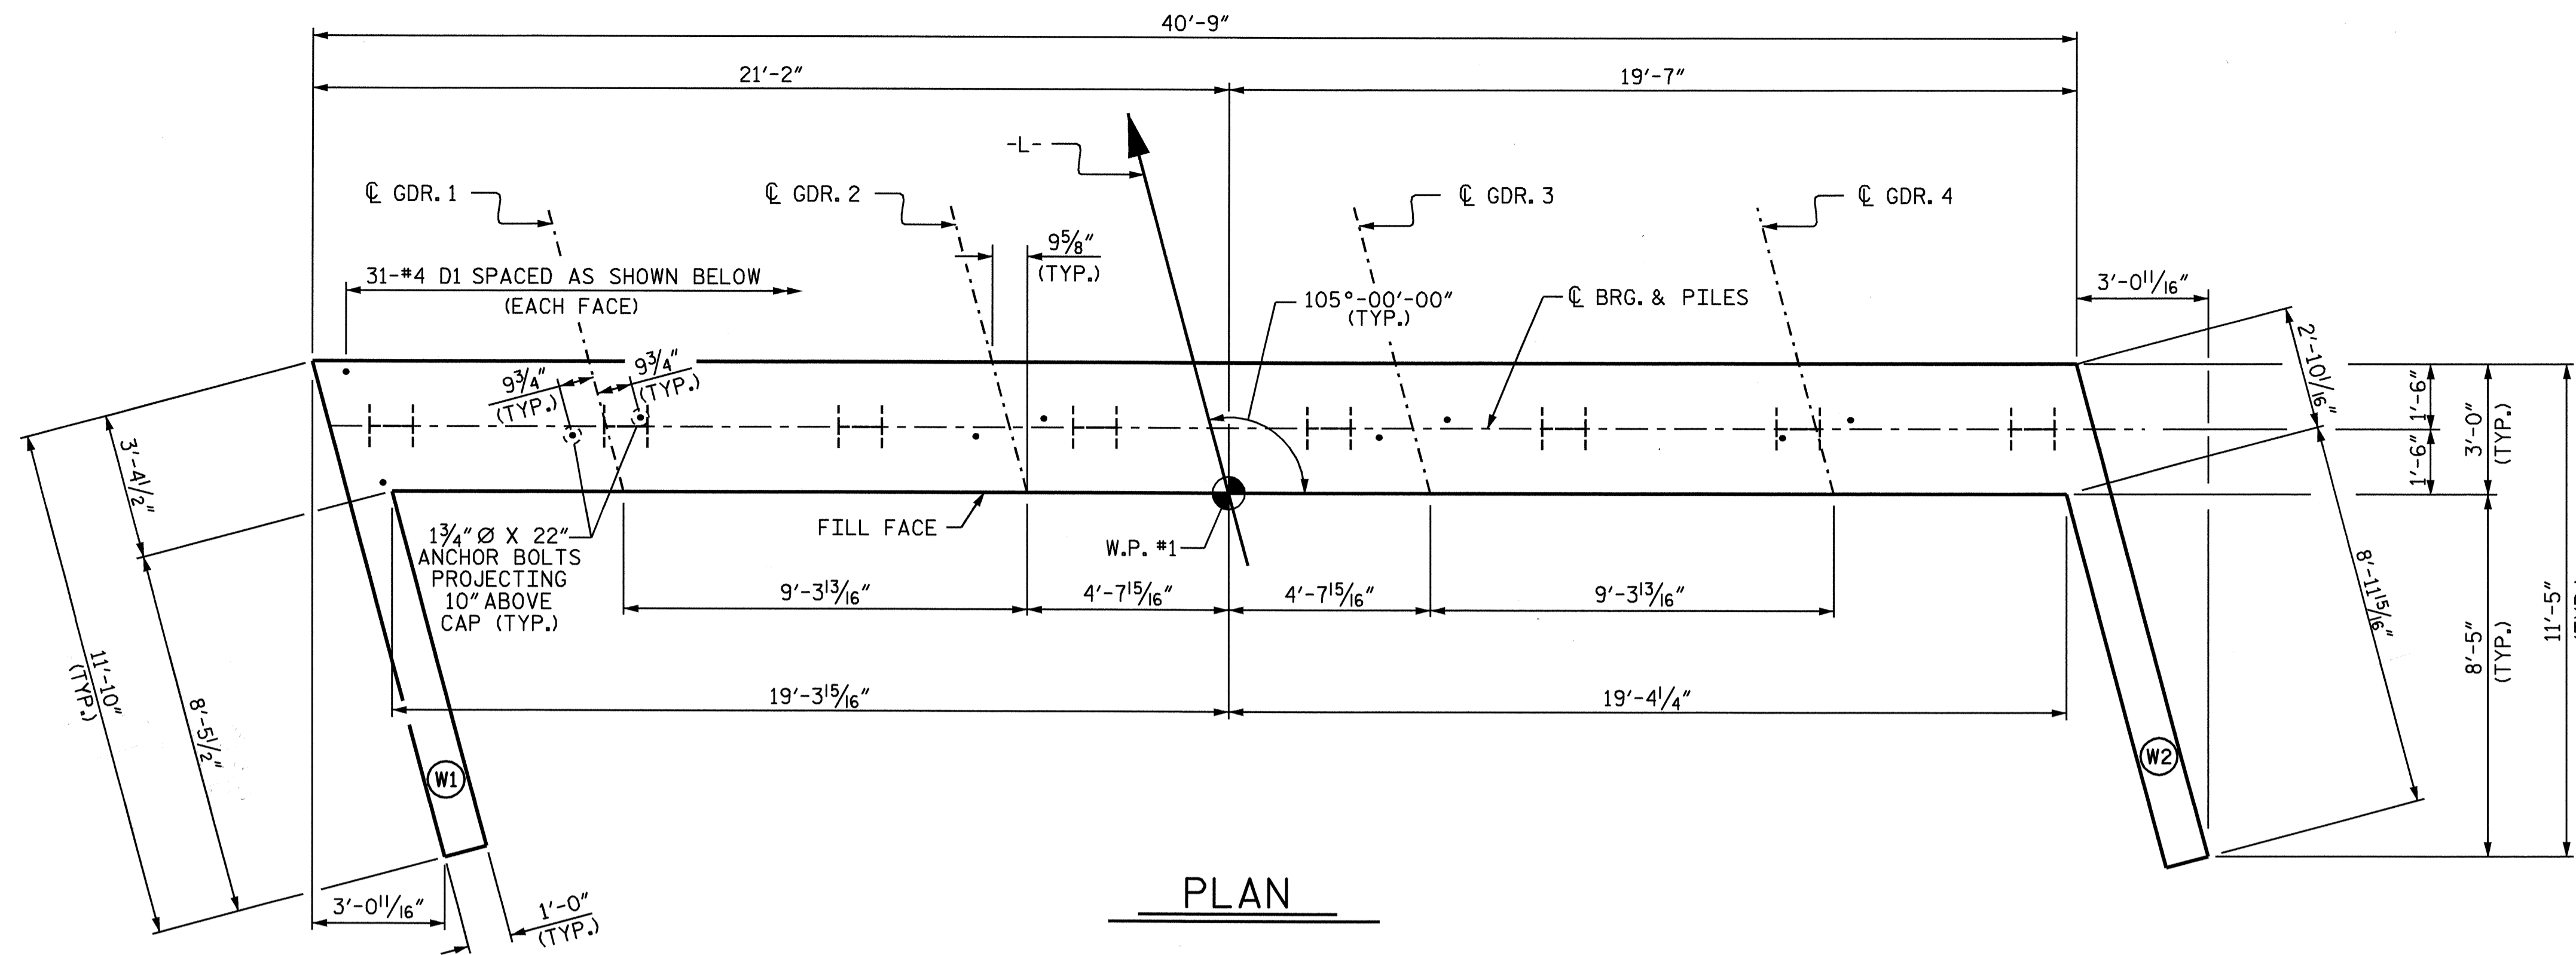 40'-9"
21'-2"
19'-7"
-L-
℄ GDR. 1
℄ GDR. 2
℄ GDR. 3
℄ GDR. 4
9⅝"
(TYP.)
31-#4 D1 SPACED AS SHOWN BELOW
(EACH FACE)
105°-00'-00"
(TYP.)
℄ BRG. & PILES
3'-0¹¹/₁₆"
2'-10¹/₁₆"
9¾"
(TYP.)
9¾"
(TYP.)
1'-6"
1'-6"
3'-0"
(TYP.)
3'-4½"
1¾" Ø X 22"
ANCHOR BOLTS
PROJECTING
10" ABOVE
CAP (TYP.)
FILL FACE
W.P. #1
9'-3¹³/₁₆"
4'-7¹⁵/₁₆"
4'-7¹⁵/₁₆"
9'-3¹³/₁₆"
8'-11¹⁵/₁₆"
11'-5"
8'-5"
(TYP.)
11'-10"
(TYP.)
8'-5½"
19'-3¹⁵/₁₆"
19'-4¼"
W1
W2
3'-0¹¹/₁₆"
1'-0"
(TYP.)
PLAN